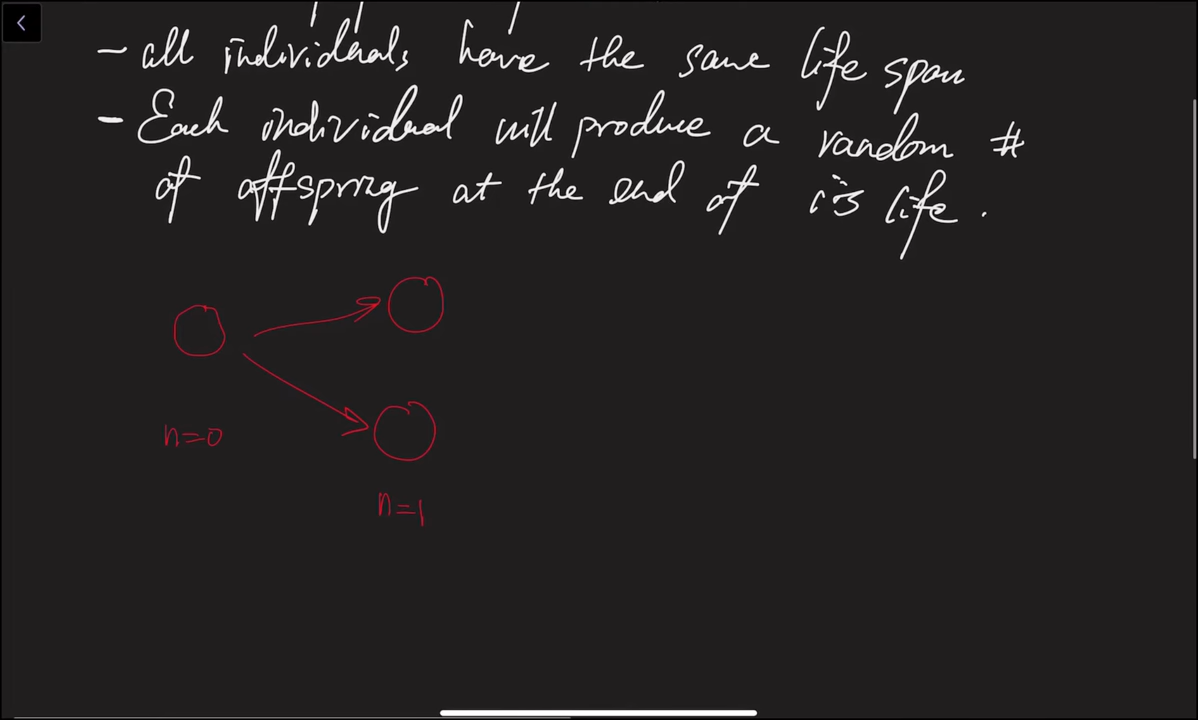 - all individuals have the same life span
- Each individual will produce a random #
of offspring at the end of is life.
n=0
n=1